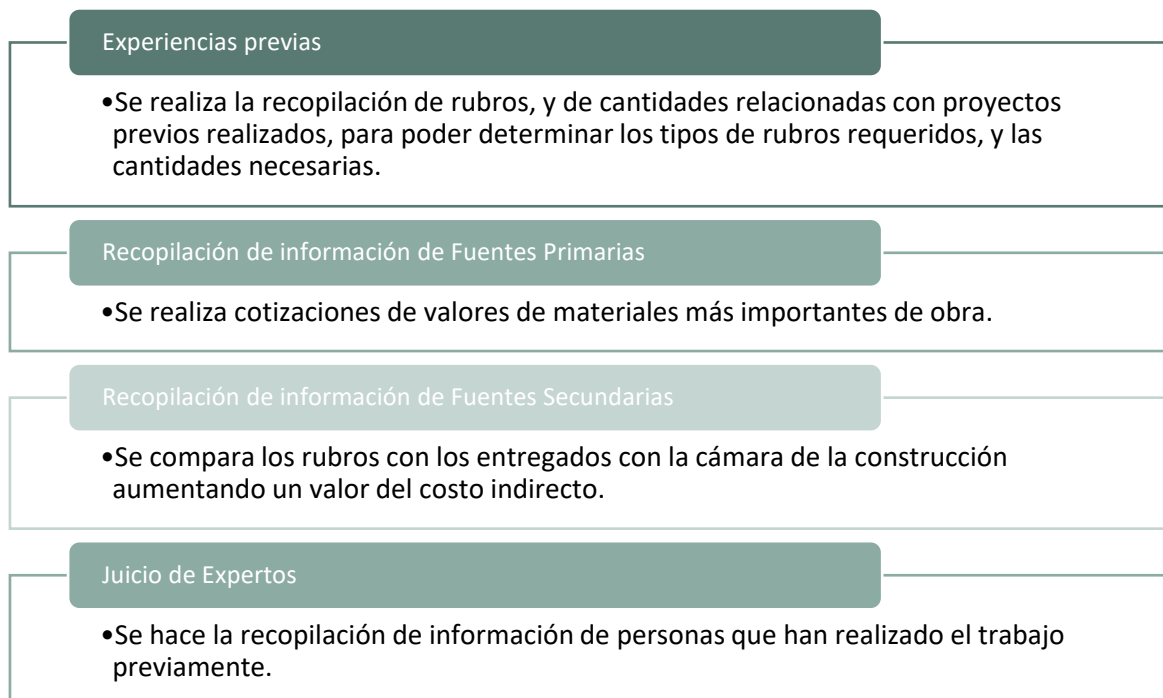 Experiencias previas
•Se realiza la recopilación de rubros, y de cantidades relacionadas con proyectos
previos realizados, para poder determinar los tipos de rubros requeridos, y las
cantidades necesarias.
Recopilación de información de Fuentes Primarias
•Se realiza cotizaciones de valores de materiales más importantes de obra.
Recopilación de información de Fuentes Secundarias
•Se compara los rubros con los entregados con la cámara de la construcción
aumentando un valor del costo indirecto.
Juicio de Expertos
•Se hace la recopilación de información de personas que han realizado el trabajo
previamente.